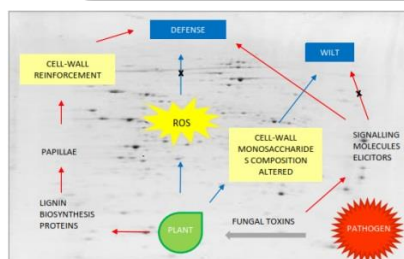 DEFENSE
WILT
CELL-WALL
REINFORCEMENT
x
x
ROS
PAPILLAE
CELL-WALL
MONOSACCHARIDE
S COMPOSITION
ALTERED
SIGNALLING
MOLECULES
ELICITORS
LIGNIN
BIOSYNTHESIS
PROTEINS
PLANT
FUNGAL TOXINS
PATHOGEN